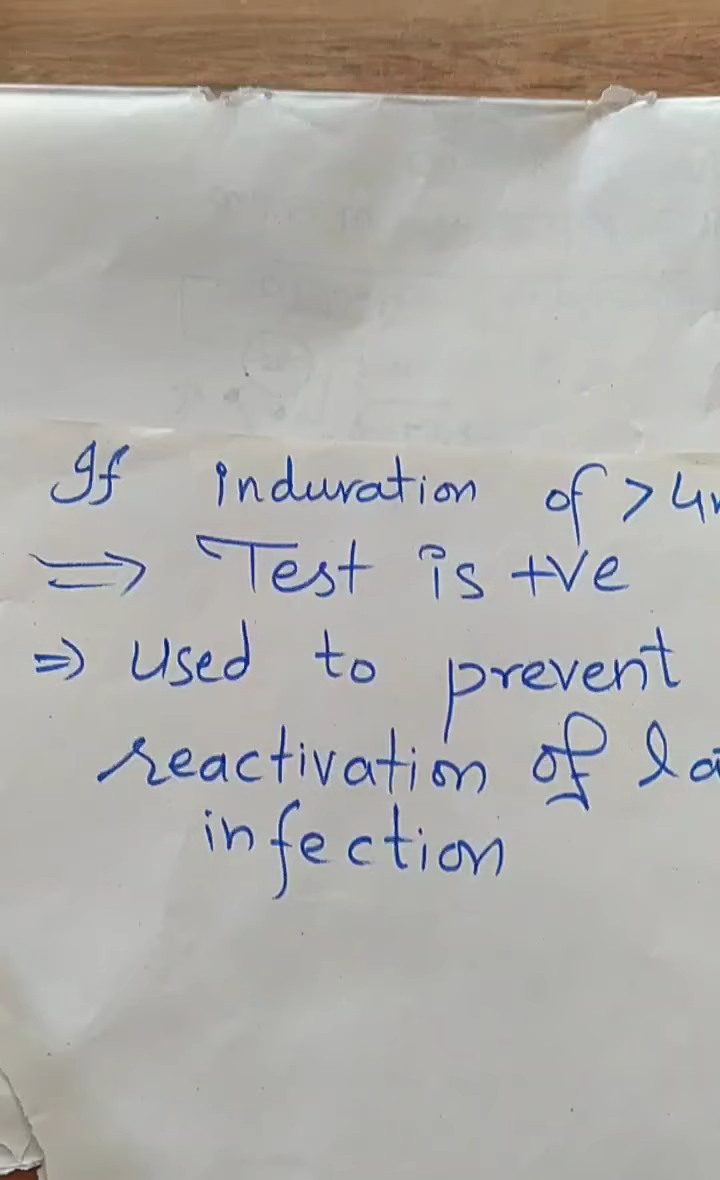 If induration of > 4
⇒ Test is +ve
⇒ used to prevent
reactivation of la
infection